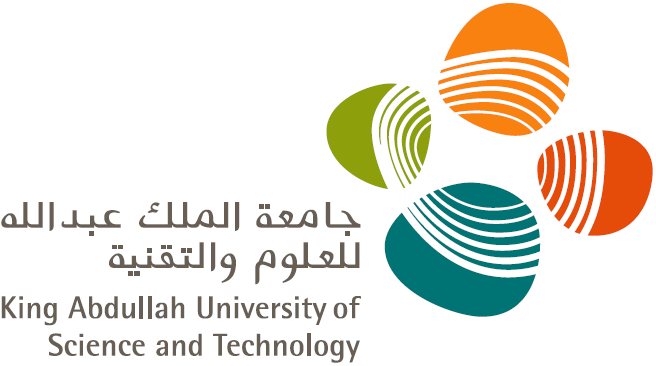 جامعة الملك عبدالله
للعلوم والتقنية
King Abdullah University of
Science and Technology